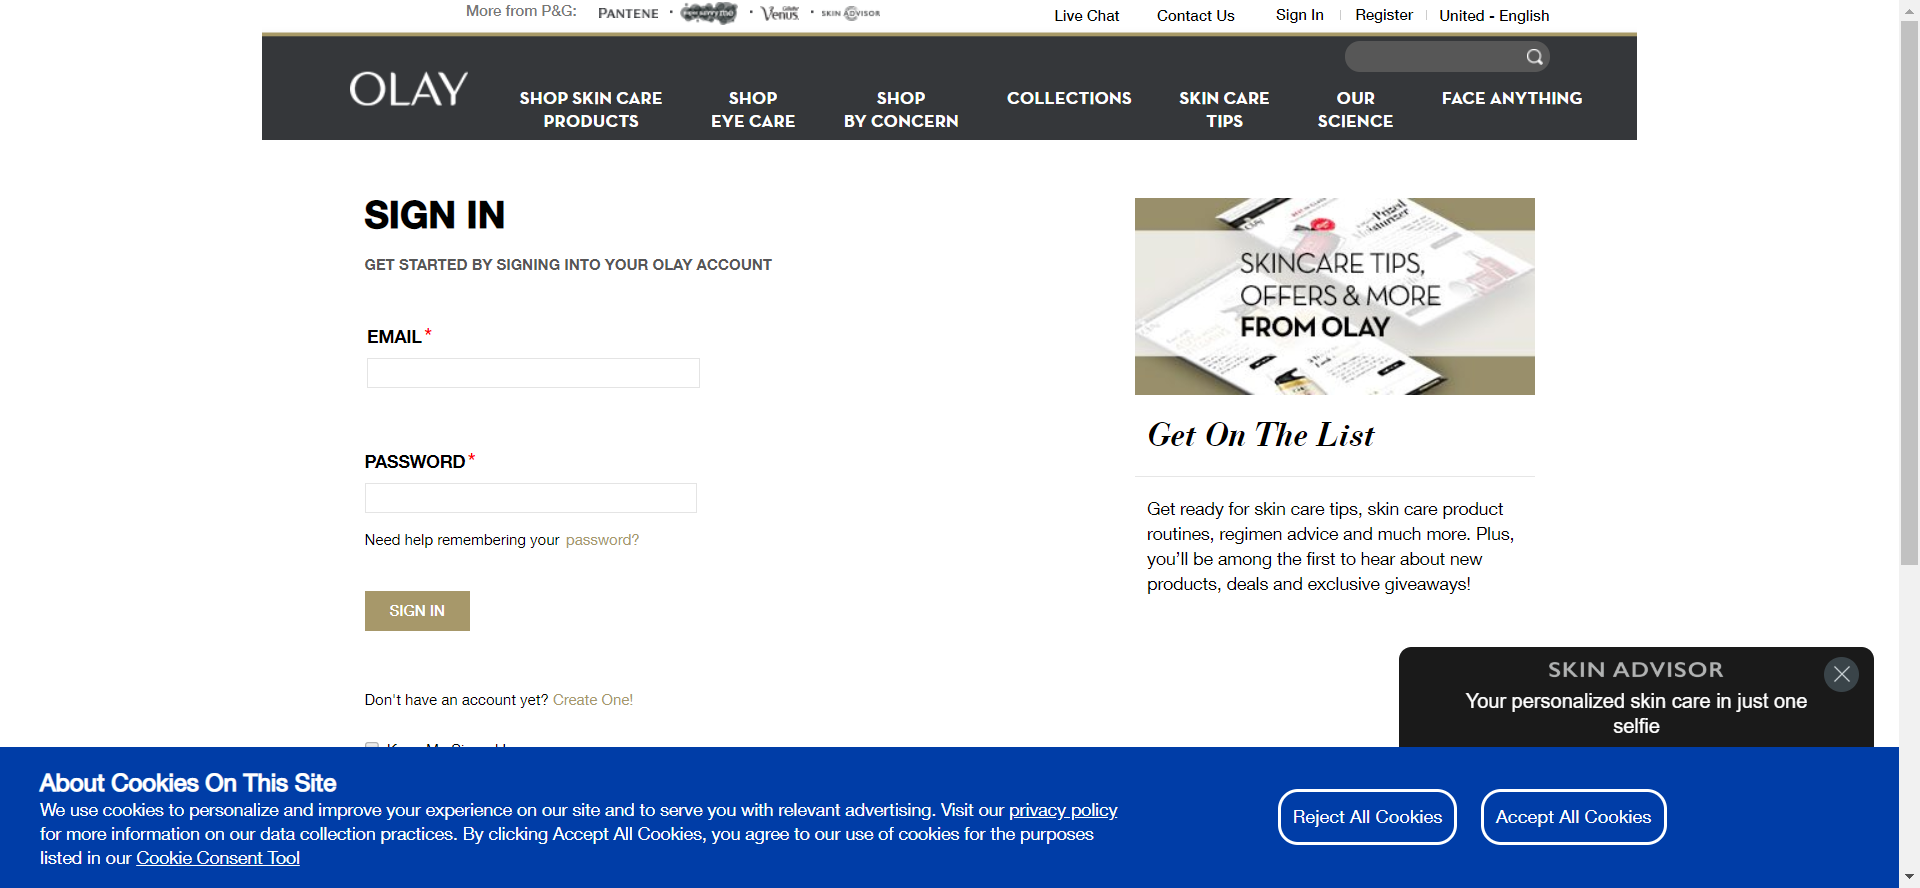 More from P&G:
PANTENE
Gillette
Venus
SKIN ADVISOR
Live Chat
Contact Us
Sign In
Register
United - English
OLAY
SHOP SKIN CARE
PRODUCTS
SHOP
EYE CARE
SHOP
BY CONCERN
COLLECTIONS
SKIN CARE
TIPS
OUR
SCIENCE
FACE ANYTHING
SIGN IN
GET STARTED BY SIGNING INTO YOUR OLAY ACCOUNT
EMAIL*
PASSWORD*
Need help remembering your password?
SIGN IN
Don't have an account yet? Create One!
SKINCARE TIPS,
OFFERS & MORE
FROM OLAY
Get On The List
Get ready for skin care tips, skin care product
routines, regimen advice and much more. Plus,
you’ll be among the first to hear about new
products, deals and exclusive giveaways!
SKIN ADVISOR
Your personalized skin care in just one
selfie
About Cookies On This Site
We use cookies to personalize and improve your experience on our site and to serve you with relevant advertising. Visit our privacy policy
for more information on our data collection practices. By clicking Accept All Cookies, you agree to our use of cookies for the purposes
listed in our Cookie Consent Tool
Reject All Cookies
Accept All Cookies